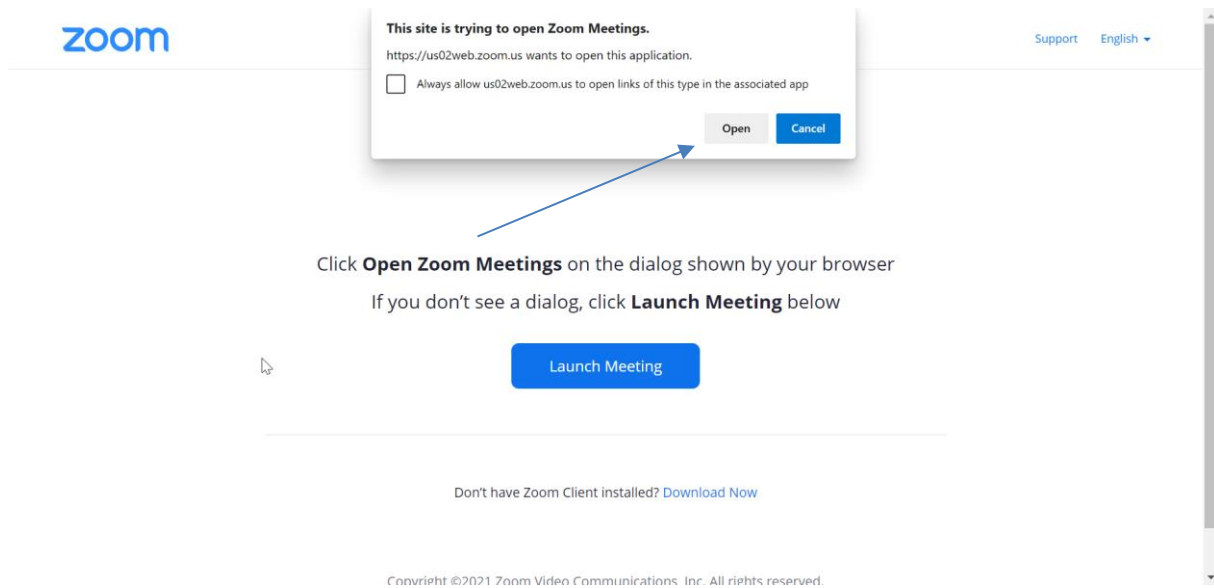 zoom
This site is trying to open Zoom Meetings.
https://us02web.zoom.us wants to open this application.
Always allow us02web.zoom.us to open links of this type in the associated app
Open Cancel
Support English
Click Open Zoom Meetings on the dialog shown by your browser
If you don't see a dialog, click Launch Meeting below
Launch Meeting
Don't have Zoom Client installed? Download Now
Copyright ©2021 Zoom Video Communications, Inc. All rights reserved.